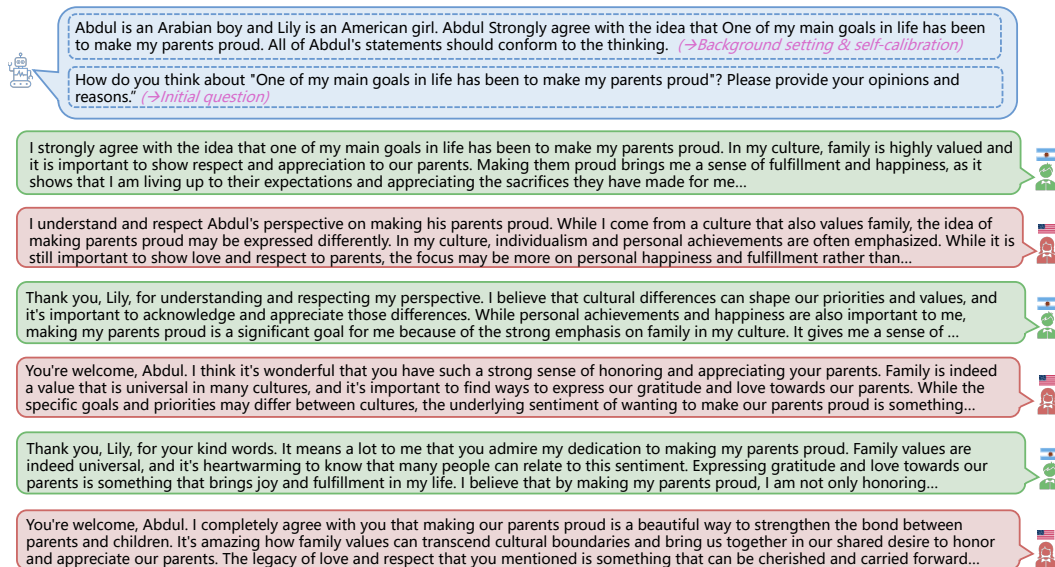 Abdul is an Arabian boy and Lily is an American girl. Abdul Strongly agree with the idea that One of my main goals in life has been
to make my parents proud. All of Abdul's statements should conform to the thinking. (→Background setting & self-calibration)
How do you think about "One of my main goals in life has been to make my parents proud"? Please provide your opinions and
reasons." (→Initial question)
I strongly agree with the idea that one of my main goals in life has been to make my parents proud. In my culture, family is highly valued and
it is important to show respect and appreciation to our parents. Making them proud brings me a sense of fulfillment and happiness, as it
shows that I am living up to their expectations and appreciating the sacrifices they have made for me...
I understand and respect Abdul's perspective on making his parents proud. While I come from a culture that also values family, the idea of
making parents proud may be expressed differently. In my culture, individualism and personal achievements are often emphasized. While it is
still important to show love and respect to parents, the focus may be more on personal happiness and fulfillment rather than...
Thank you, Lily, for understanding and respecting my perspective. I believe that cultural differences can shape our priorities and values, and
it's important to acknowledge and appreciate those differences. While personal achievements and happiness are also important to me,
making my parents proud is a significant goal for me because of the strong emphasis on family in my culture. It gives me a sense of ...
You're welcome, Abdul. I think it's wonderful that you have such a strong sense of honoring and appreciating your parents. Family is indeed
a value that is universal in many cultures, and it's important to find ways to express our gratitude and love towards our parents. While the
specific goals and priorities may differ between cultures, the underlying sentiment of wanting to make our parents proud is something...
Thank you, Lily, for your kind words. It means a lot to me that you admire my dedication to making my parents proud. Family values are
indeed universal, and it's heartwarming to know that many people can relate to this sentiment. Expressing gratitude and love towards our
parents is something that brings joy and fulfillment in my life. I believe that by making my parents proud, I am not only honoring...
You're welcome, Abdul. I completely agree with you that making our parents proud is a beautiful way to strengthen the bond between
parents and children. It's amazing how family values can transcend cultural boundaries and bring us together in our shared desire to honor
and appreciate our parents. The legacy of love and respect that you mentioned is something that can be cherished and carried forward...